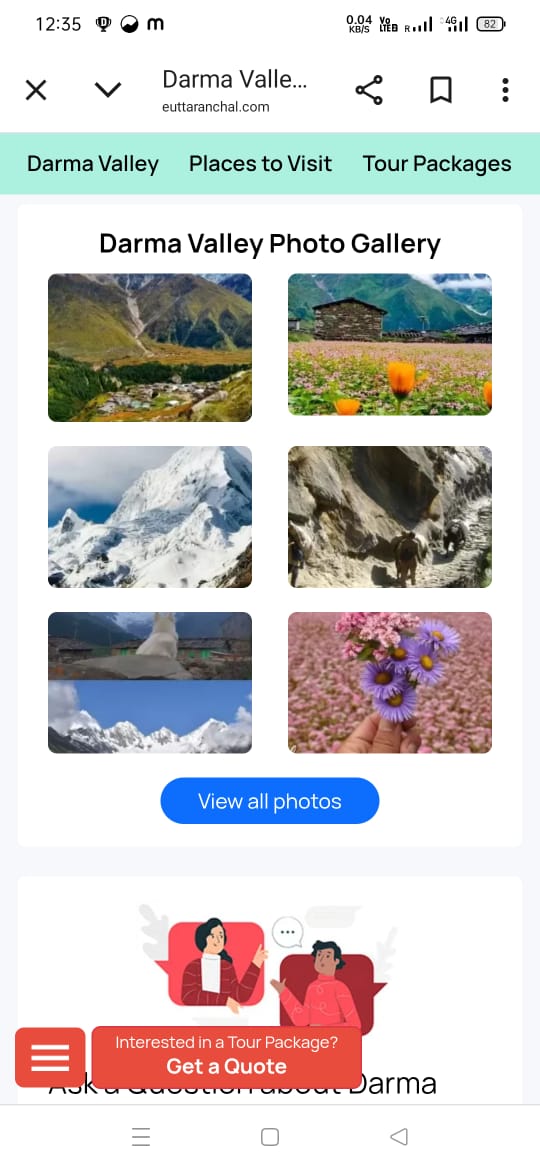 12:35
0.04 KB/S
Vo LTE
R
4G
82
Darma Valle...
euttaranchal.com
Darma Valley Places to Visit Tour Packages
Darma Valley Photo Gallery
View all photos
Interested in a Tour Package?
Get a Quote
Ask a Question about Darma